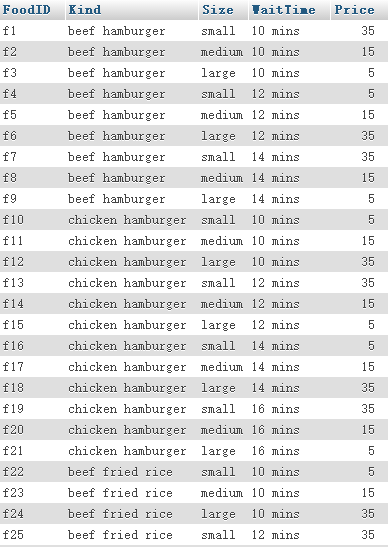 FoodID Kind Size WaitTime Price
f1 beef hamburger small 10 mins 35
f2 beef hamburger medium 10 mins 15
f3 beef hamburger large 10 mins 5
f4 beef hamburger small 12 mins 5
f5 beef hamburger medium 12 mins 15
f6 beef hamburger large 12 mins 35
f7 beef hamburger small 14 mins 35
f8 beef hamburger medium 14 mins 15
f9 beef hamburger large 14 mins 5
f10 chicken hamburger small 10 mins 5
f11 chicken hamburger medium 10 mins 15
f12 chicken hamburger large 10 mins 35
f13 chicken hamburger small 12 mins 35
f14 chicken hamburger medium 12 mins 15
f15 chicken hamburger large 12 mins 5
f16 chicken hamburger small 14 mins 5
f17 chicken hamburger medium 14 mins 15
f18 chicken hamburger large 14 mins 35
f19 chicken hamburger small 16 mins 35
f20 chicken hamburger medium 16 mins 15
f21 chicken hamburger large 16 mins 5
f22 beef fried rice small 10 mins 5
f23 beef fried rice medium 10 mins 15
f24 beef fried rice large 10 mins 35
f25 beef fried rice small 12 mins 35